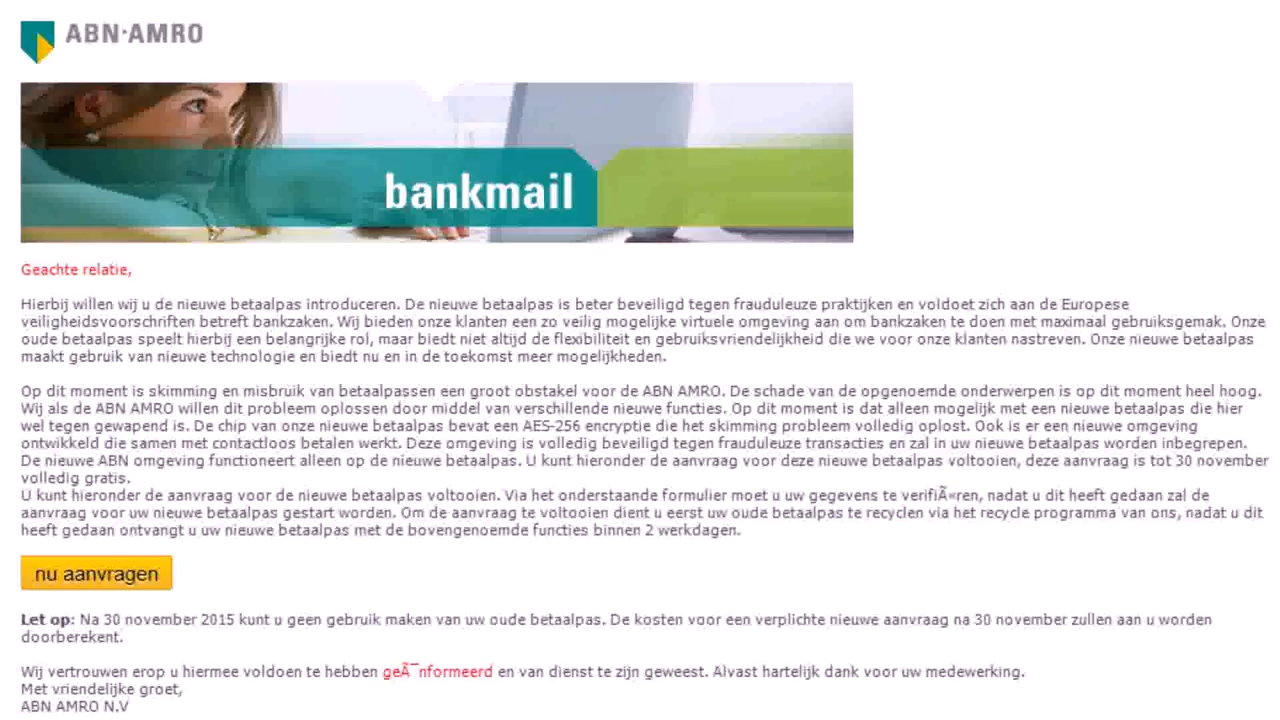 ABN·AMRO
bankmail
Geachte relatie,
Hierbij willen wij u de nieuwe betaalpas introduceren. De nieuwe betaalpas is beter beveiligd tegen frauduleuze praktijken en voldoet zich aan de Europese
veiligheidsvoorschriften betreft bankzaken. Wij bieden onze klanten een zo veilig mogelijke virtuele omgeving aan om bankzaken te doen met maximaal gebruiksgemak. Onze
oude betaalpas speelt hierbij een belangrijke rol, maar biedt niet altijd de flexibiliteit en gebruiksvriendelijkheid die we voor onze klanten nastreven. Onze nieuwe betaalpas
maakt gebruik van nieuwe technologie en biedt nu en in de toekomst meer mogelijkheden.
Op dit moment is skimming en misbruik van betaalpassen een groot obstakel voor de ABN AMRO. De schade van de opgenoemde onderwerpen is op dit moment heel hoog.
Wij als de ABN AMRO willen dit probleem oplossen door middel van verschillende nieuwe functies. Op dit moment is dat alleen mogelijk met een nieuwe betaalpas die hier
wel tegen gewapend is. De chip van onze nieuwe betaalpas bevat een AES-256 encryptie die het skimming probleem volledig oplost. Ook is er een nieuwe omgeving
ontwikkeld die samen met contactloos betalen werkt. Deze omgeving is volledig beveiligd tegen frauduleuze transacties en zal in uw nieuwe betaalpas worden inbegrepen.
De nieuwe ABN omgeving functioneert alleen op de nieuwe betaalpas. U kunt hieronder de aanvraag voor deze nieuwe betaalpas voltooien, deze aanvraag is tot 30 november
volledig gratis.
U kunt hieronder de aanvraag voor de nieuwe betaalpas voltooien. Via het onderstaande formulier moet u uw gegevens te verifiÃ«ren, nadat u dit heeft gedaan zal de
aanvraag voor uw nieuwe betaalpas gestart worden. Om de aanvraag te voltooien dient u eerst uw oude betaalpas te recyclen via het recycle programma van ons, nadat u dit
heeft gedaan ontvangt u uw nieuwe betaalpas met de bovengenoemde functies binnen 2 werkdagen.
nu aanvragen
Let op: Na 30 november 2015 kunt u geen gebruik maken van uw oude betaalpas. De kosten voor een verplichte nieuwe aanvraag na 30 november zullen aan u worden
doorberekent.
Wij vertrouwen erop u hiermee voldoen te hebben geÃ¯nformeerd en van dienst te zijn geweest. Alvast hartelijk dank voor uw medewerking.
Met vriendelijke groet,
ABN AMRO N.V